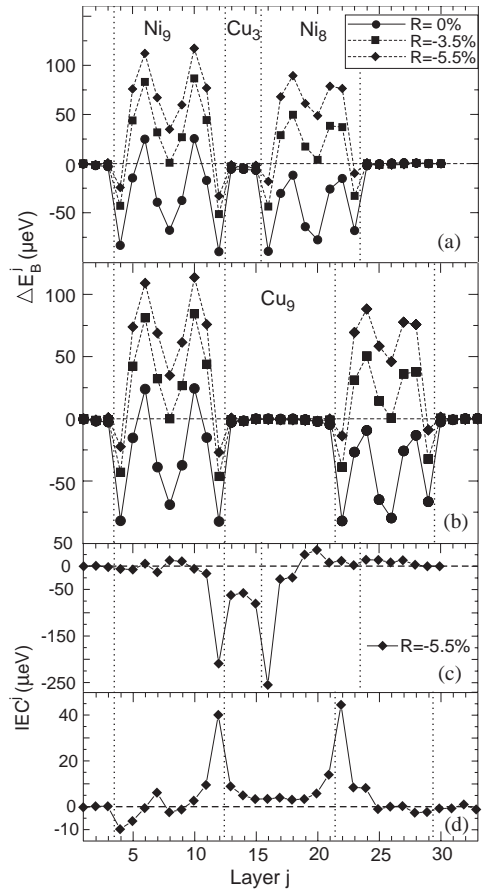 Ni9 Cu3 Ni8
R= 0%
R=-3.5%
R=-5.5%
100
50
0
-50
(a)
ΔE_B^j (μeV)
Cu9
100
50
0
-50
(b)
50
0
-50
-150
-250
R=-5.5%
(c)
IEC^j (μeV)
40
20
0
-10
(d)
5 10 15 20 25 30
Layer j